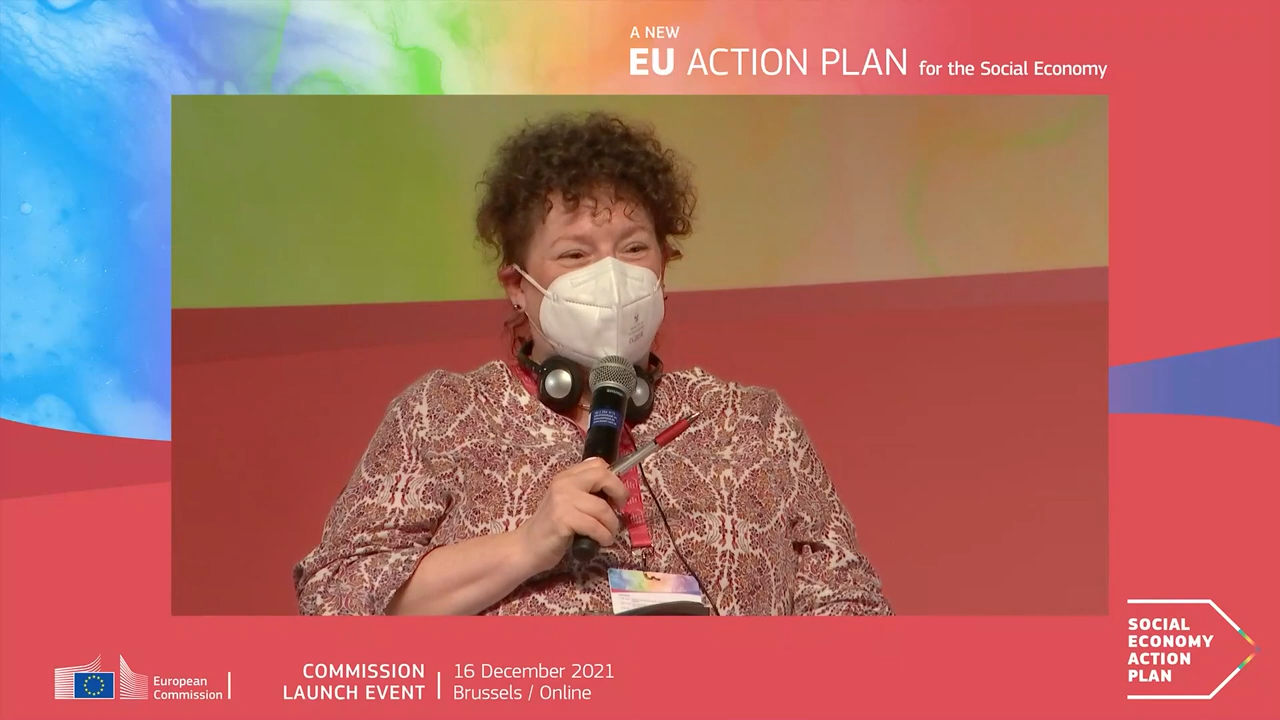 A NEW
EU ACTION PLAN for the Social Economy
European
Commission
COMMISSION
LAUNCH EVENT
16 December 2021
Brussels / Online
SOCIAL
ECONOMY
ACTION
PLAN